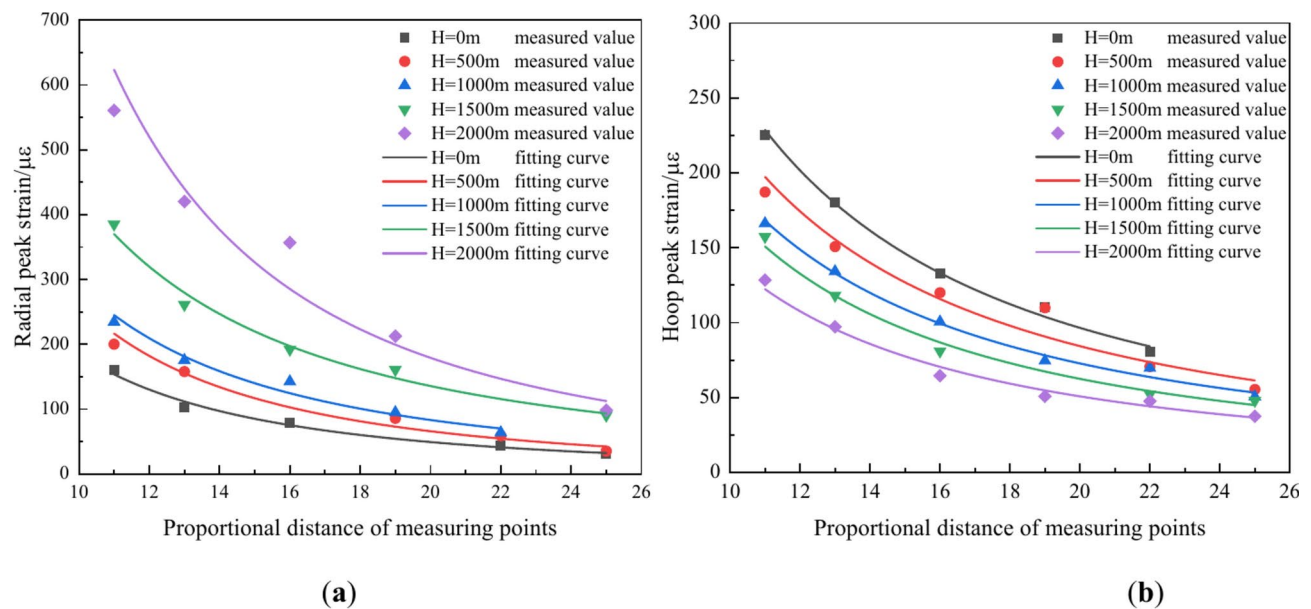 700
600
500
400
300
200
100
0
Radial peak strain/με
H=0m measured value
H=500m measured value
H=1000m measured value
H=1500m measured value
H=2000m measured value
H=0m fitting curve
H=500m fitting curve
H=1000m fitting curve
H=1500m fitting curve
H=2000m fitting curve
10 12 14 16 18 20 22 24 26
Proportional distance of measuring points
(a)
300
250
200
150
100
50
0
Hoop peak strain/με
H=0m measured value
H=500m measured value
H=1000m measured value
H=1500m measured value
H=2000m measured value
H=0m fitting curve
H=500m fitting curve
H=1000m fitting curve
H=1500m fitting curve
H=2000m fitting curve
10 12 14 16 18 20 22 24 26
Proportional distance of measuring points
(b)